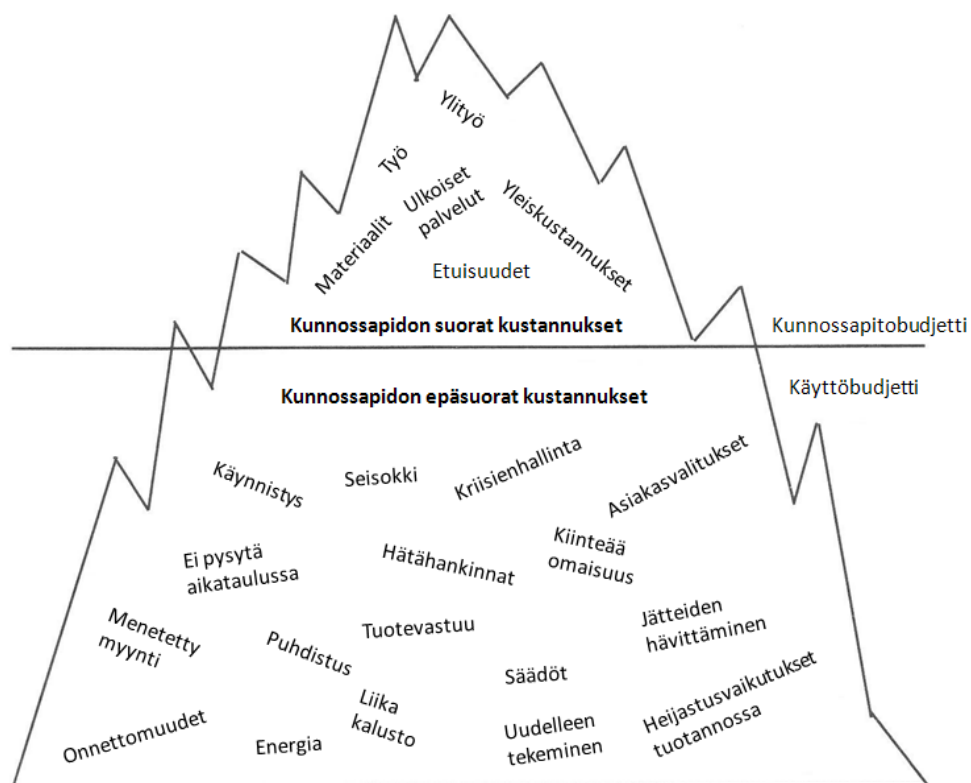 Ylityö
Työ
Ulkoiset
palvelut
Materiaalit
Yleiskustannukset
Etuisuudet
Kunnossapidon suorat kustannukset
Kunnossapitobudjetti
Käyttöbudjetti
Kunnossapidon epäsuorat kustannukset
Käynnistys
Seisokki
Kriisienhallinta
Asiakasvalitukset
Ei pysytä
aikataulussa
Hätähankinnat
Kiinteää
omaisuus
Menetetty
myynti
Puhdistus
Tuotevastuu
Jätteiden
hävittäminen
Säädöt
Onnettomuudet
Energia
Liika
kalusto
Uudelleen
tekeminen
Heijastusvaikutukset
tuotannossa